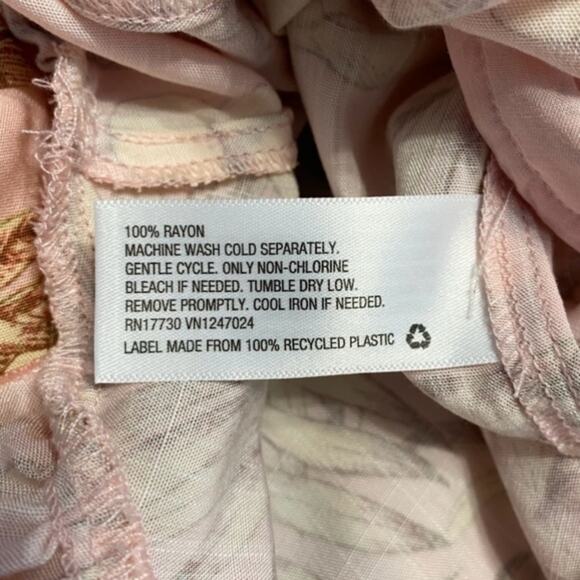 100% RAYON
MACHINE WASH COLD SEPARATELY.
GENTLE CYCLE. ONLY NON-CHLORINE
BLEACH IF NEEDED. TUMBLE DRY LOW.
REMOVE PROMPTLY. COOL IRON IF NEEDED.
RN17730 VN1247024
LABEL MADE FROM 100% RECYCLED PLASTIC